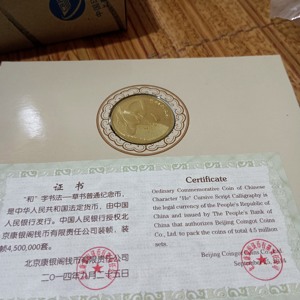 证书
"和"字书法—草书普通纪念币,
是中华人民共和国法定货币,由中国
人民银行发行。中国人民银行授权北
京康银阁钱币有限责任公司装帧,装
帧4,500,000套。
北京康银阁钱币有限责任公司
二〇一四年九月二十五日
Certificate
Ordinary Commemorative Coin of Chinese
Character "He" Cursive Script Calligraphy is
the legal currency of the People's Republic of
China and issued by The People's Bank of
China that authorizes Beijing Coingot Coins
Co., Ltd. to pack the coins of total 4.5 million
sets.
Beijing Coingot Coins